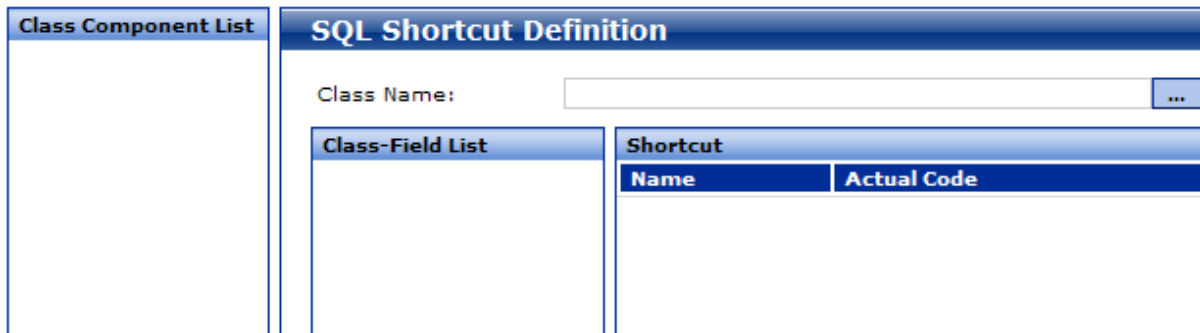 Class Component List
SQL Shortcut Definition
Class Name:
...
Class-Field List
Shortcut
Name
Actual Code